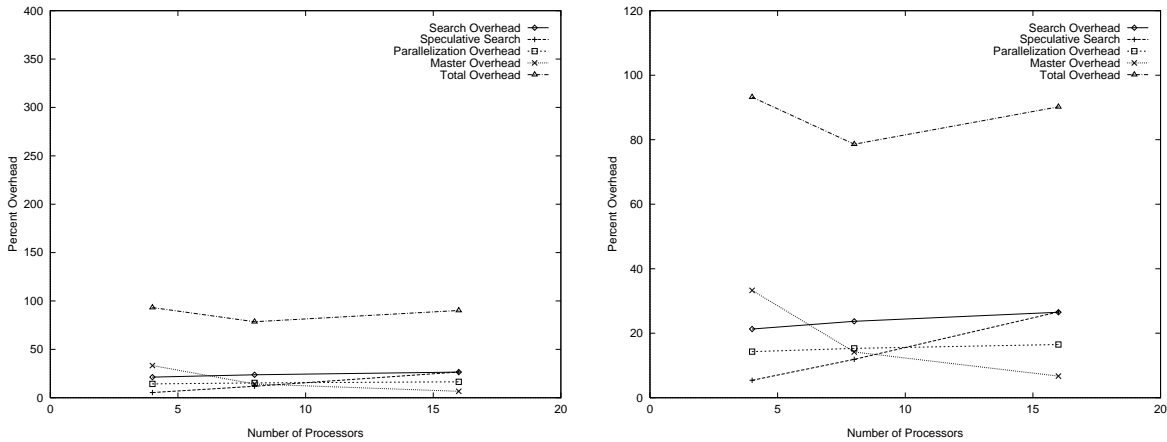 400
350
300
250
200
150
100
50
0
Percent Overhead
0 5 10 15 20
Number of Processors
Search Overhead
Speculative Search
Parallelization Overhead
Master Overhead
Total Overhead
120
100
80
60
40
20
0
Percent Overhead
0 5 10 15 20
Number of Processors
Search Overhead
Speculative Search
Parallelization Overhead
Master Overhead
Total Overhead